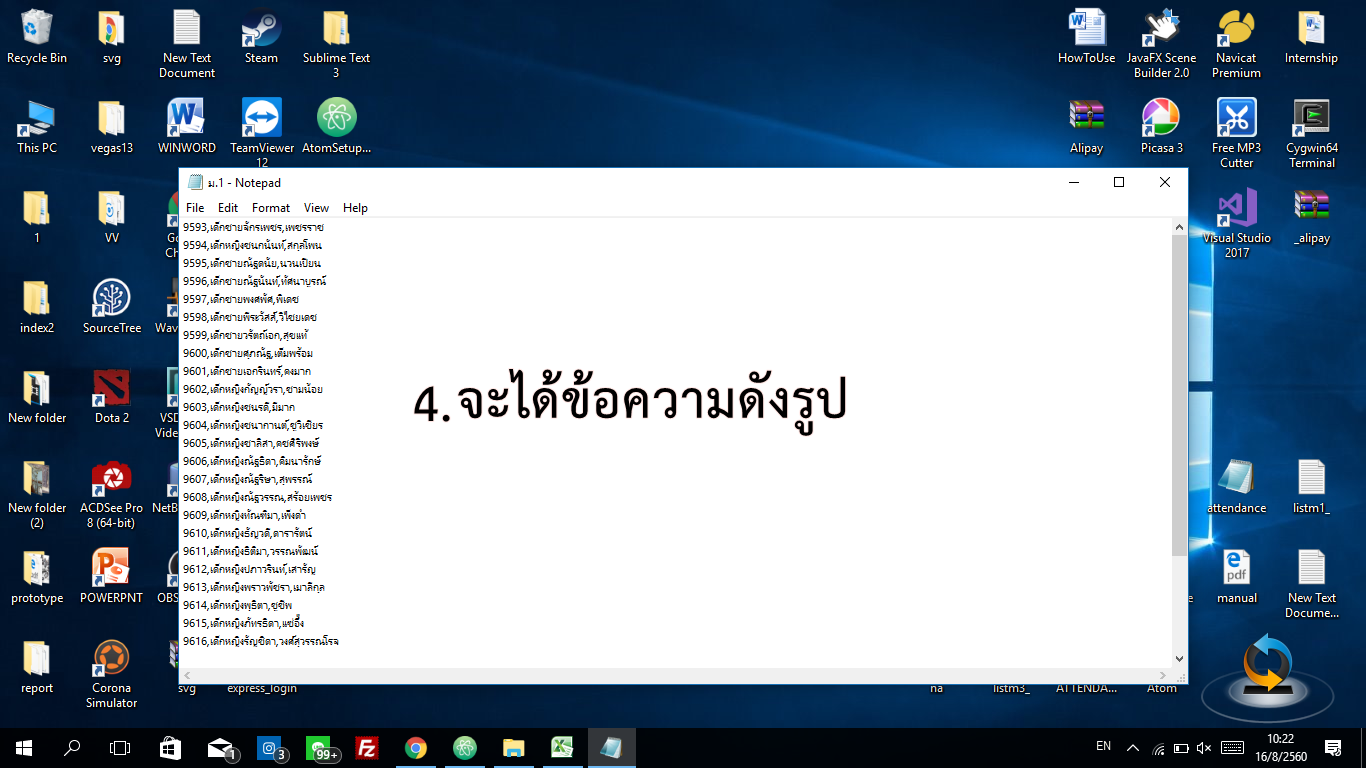 Recycle Bin
svg
New Text Document
Steam
Sublime Text 3
HowToUse
JavaFX Scene Builder 2.0
Navicat Premium
Internship
This PC
vegas13
WINWORD
TeamViewer 12
AtomSetup...
Alipay
Picasa 3
Free MP3 Cutter
Cygwin64 Terminal
ม.1 - Notepad
File Edit Format View Help
9593,เด็กชายจักรเพชร,เพชรราช
9594,เด็กหญิงชนกนันท์,สกุลโพน
9595,เด็กชายณัฐดนัย,นวนเปียน
9596,เด็กชายณัฐนันท์,ทัศนาบูรณ์
9597,เด็กชายพงศพัศ,พิเดช
9598,เด็กชายพีระวัสส์,วิไชยเดช
9599,เด็กชายวรัตถ์เอก,สุขแท้
9600,เด็กชายศุภณัฐ,เต็มพร้อม
9601,เด็กชายเอกรินทร์,คงมาก
9602,เด็กหญิงกัญญ์วรา,ขามน้อย
9603,เด็กหญิงชนรดี,มีมาก
9604,เด็กหญิงชนากานต์,ชูวิเชียร
9605,เด็กหญิงชาลิสา,คชศิริพงษ์
9606,เด็กหญิงณัฐธิดา,คิมนารักษ์
9607,เด็กหญิงณัฐริษา,สุพรรณ์
9608,เด็กหญิงณัฐวรรณ,สร้อยเพชร
9609,เด็กหญิงทัณฑิมา,เพ็งดำ
9610,เด็กหญิงธัญวดี,ดารารัตน์
9611,เด็กหญิงธิติมา,วรรณพัฒน์
9612,เด็กหญิงปภาวรินท์,เสารัญ
9613,เด็กหญิงพราวพัชรา,เมาลิกุล
9614,เด็กหญิงพุธิตา,ชูชีพ
9615,เด็กหญิงภัทรธิดา,แซ่อึ้ง
9616,เด็กหญิงรัญชิดา,วงศ์สุวรรณโรจ
4. จะได้ข้อความดังรูป
1
VV
Visual Studio 2017
_alipay
index2
SourceTree
New folder
Dota 2
New folder (2)
ACDSee Pro 8 (64-bit)
attendance
listm1_
prototype
POWERPNT
manual
New Text Docume...
report
Corona Simulator
svg
express_login
na
listm3_
ATTENDA...
Atom
pdf
1
3
99+
EN
10:22
16/8/2560